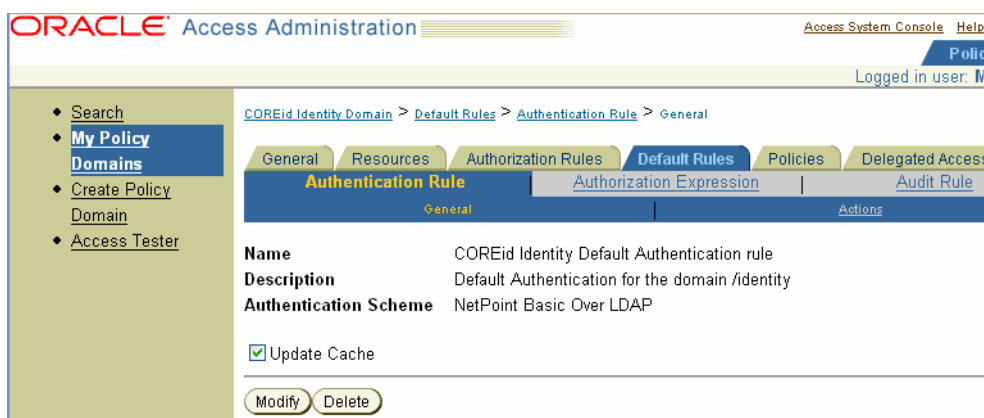 ORACLE Access Administration
Access System Console Help
Logged in user:
Search
My Policy
Domains
Create Policy
Domain
Access Tester
COREid Identity Domain > Default Rules > Authentication Rule > General
General Resources Authorization Rules Default Rules Policies Delegated Access
Authentication Rule | Authorization Expression | Audit Rule
General | Actions
Name COREid Identity Default Authentication rule
Description Default Authentication for the domain /identity
Authentication Scheme NetPoint Basic Over LDAP
Update Cache
Modify Delete